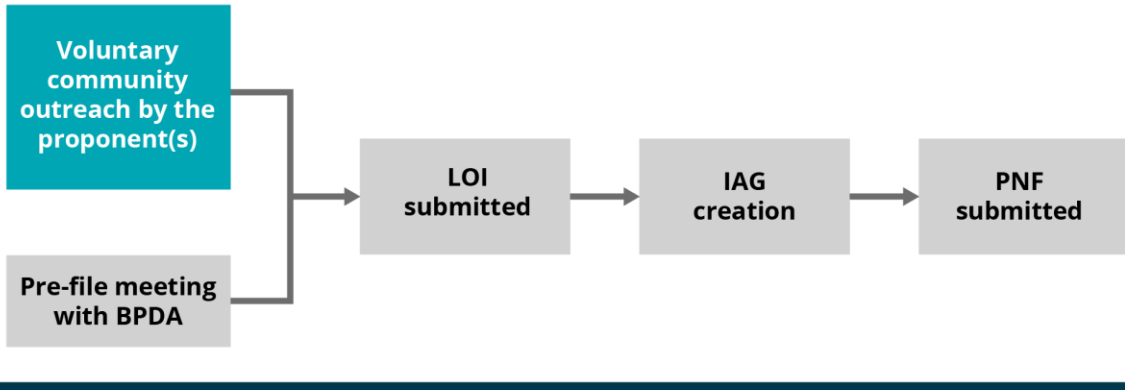 Voluntary
community
outreach by the
proponent(s)
Pre-file meeting
with BPDA
LOI
submitted
IAG
creation
PNF
submitted